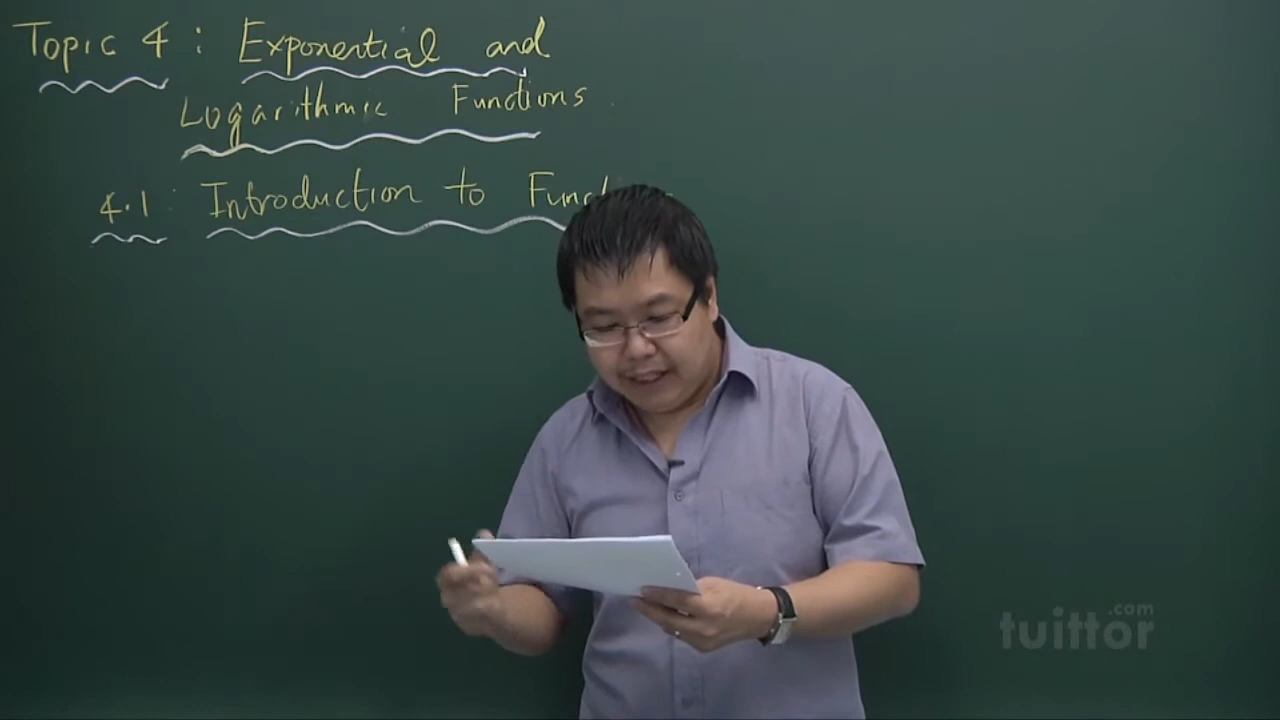 Topic 4 : Exponential and
Logarithmic Functions.
4.1 : Introduction to
tuittor.com